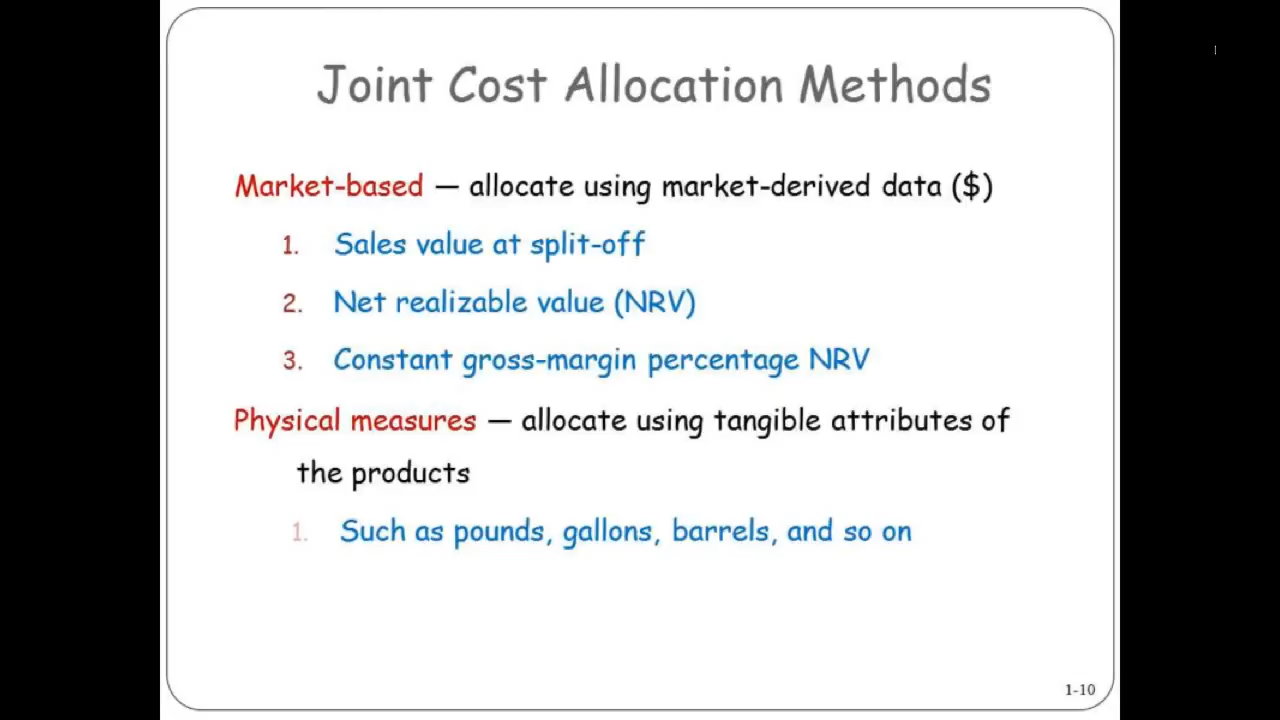 Joint Cost Allocation Methods
Market-based — allocate using market-derived data ($)
1. Sales value at split-off
2. Net realizable value (NRV)
3. Constant gross-margin percentage NRV
Physical measures — allocate using tangible attributes of
the products
1. Such as pounds, gallons, barrels, and so on
1-10